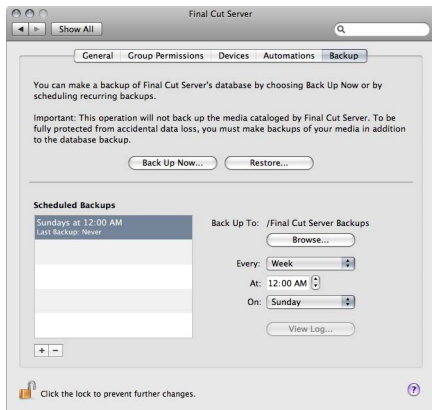 Final Cut Server
Show All
General Group Permissions Devices Automations Backup
You can make a backup of Final Cut Server's database by choosing Back Up Now or by
scheduling recurring backups.
Important: This operation will not back up the media cataloged by Final Cut Server. To be
fully protected from accidental data loss, you must make backups of your media in addition
to the database backup.
Back Up Now... Restore...
Scheduled Backups
Sundays at 12:00 AM
Last Backup: Never
Back Up To: /Final Cut Server Backups
Browse...
Every: Week
At: 12:00 AM
On: Sunday
View Log...
+ −
Click the lock to prevent further changes.
?